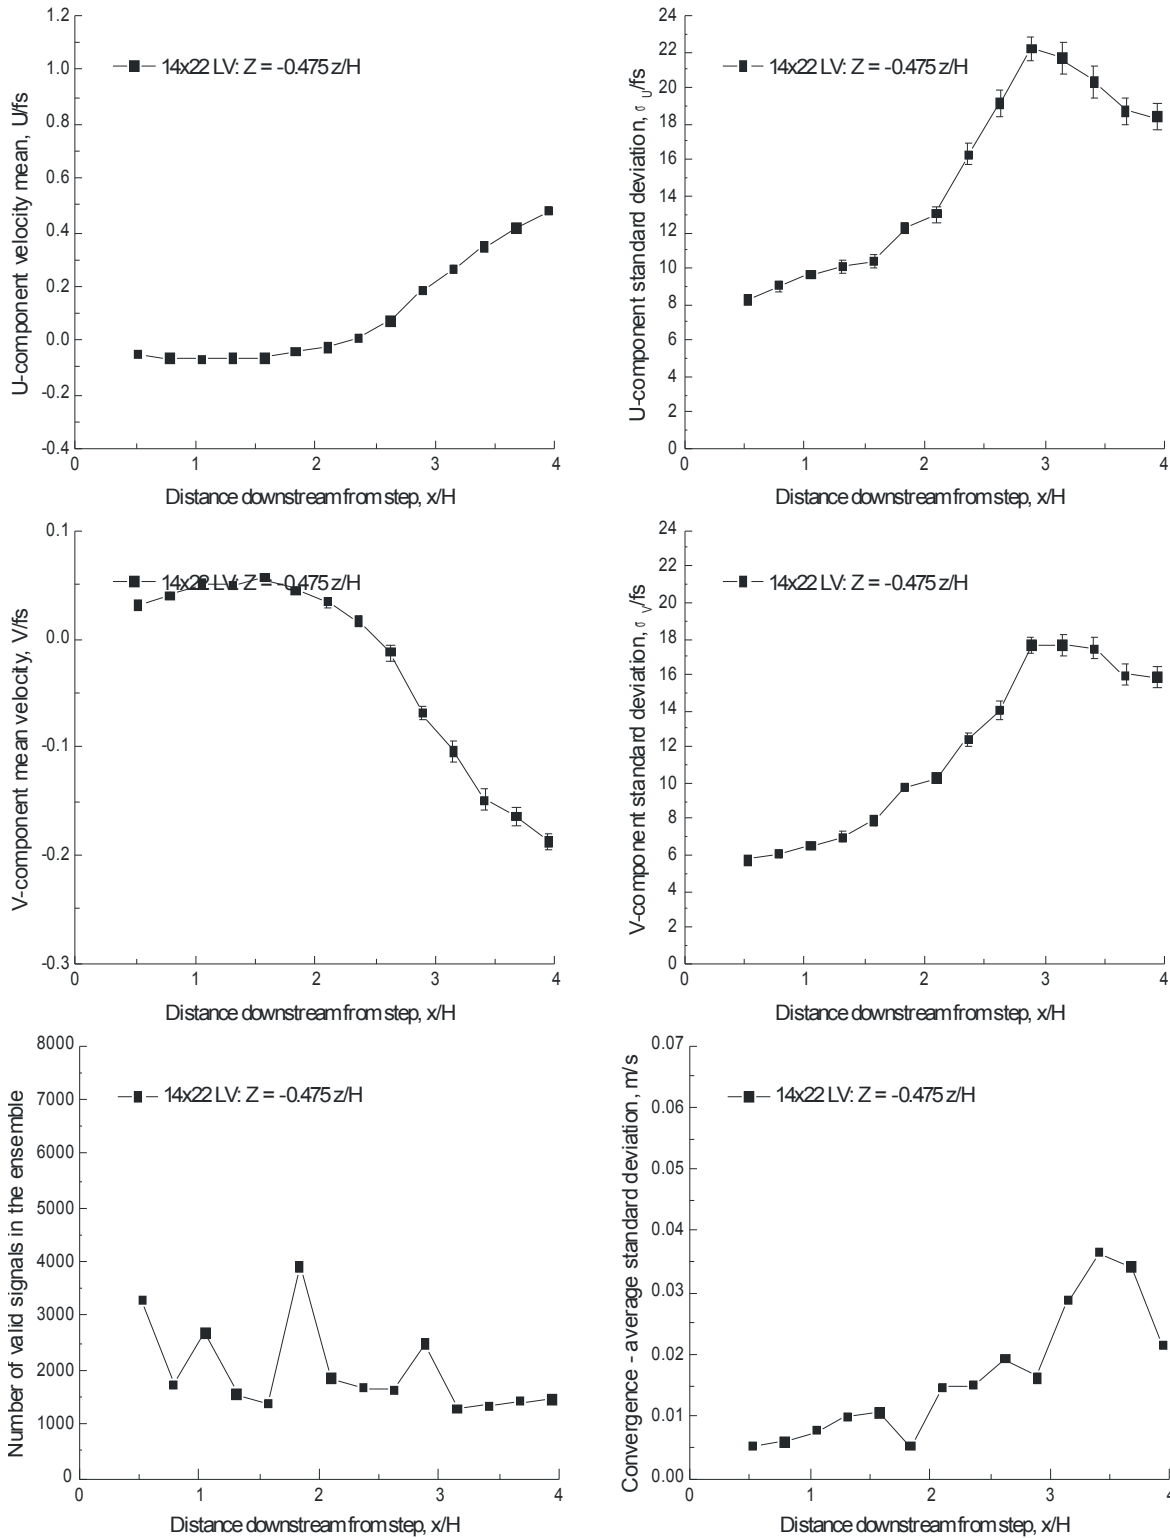 U-component velocity mean, U/fs
1.2
1.0
0.8
0.6
0.4
0.2
0.0
-0.2
-0.4
0 1 2 3 4
14x22 LV: Z = -0.475 z/H
Distance downstream from step, x/H
U-component standard deviation, σU/fs
24
22
20
18
16
14
12
10
8
6
4
2
0
0 1 2 3 4
14x22 LV: Z = -0.475 z/H
Distance downstream from step, x/H
V-component mean velocity, V/fs
0.1
0.0
-0.1
-0.2
-0.3
0 1 2 3 4
14x22 LV: Z = -0.475 z/H
Distance downstream from step, x/H
V-component standard deviation, σV/fs
24
22
20
18
16
14
12
10
8
6
4
2
0
0 1 2 3 4
14x22 LV: Z = -0.475 z/H
Distance downstream from step, x/H
Number of valid signals in the ensemble
8000
7000
6000
5000
4000
3000
2000
1000
0
0 1 2 3 4
14x22 LV: Z = -0.475 z/H
Distance downstream from step, x/H
Convergence - average standard deviation, m/s
0.07
0.06
0.05
0.04
0.03
0.02
0.01
0.00
0 1 2 3 4
14x22 LV: Z = -0.475 z/H
Distance downstream from step, x/H